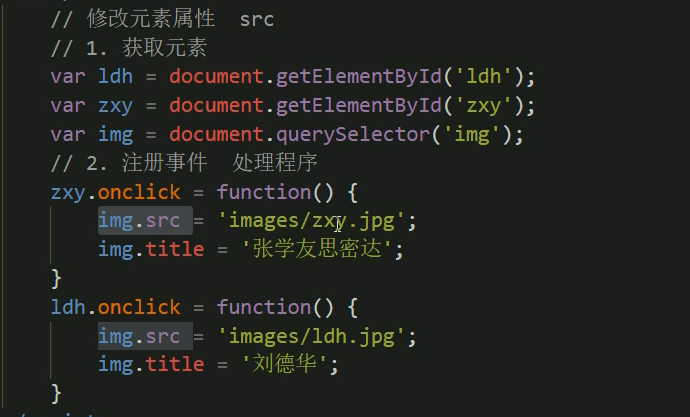 // 修改元素属性  src
// 1. 获取元素
var ldh = document.getElementById('ldh');
var zxy = document.getElementById('zxy');
var img = document.querySelector('img');
// 2. 注册事件  处理程序
zxy.onclick = function() {
img.src = 'images/zxy.jpg';
img.title = '张学友思密达';
}
ldh.onclick = function() {
img.src = 'images/ldh.jpg';
img.title = '刘德华';
}